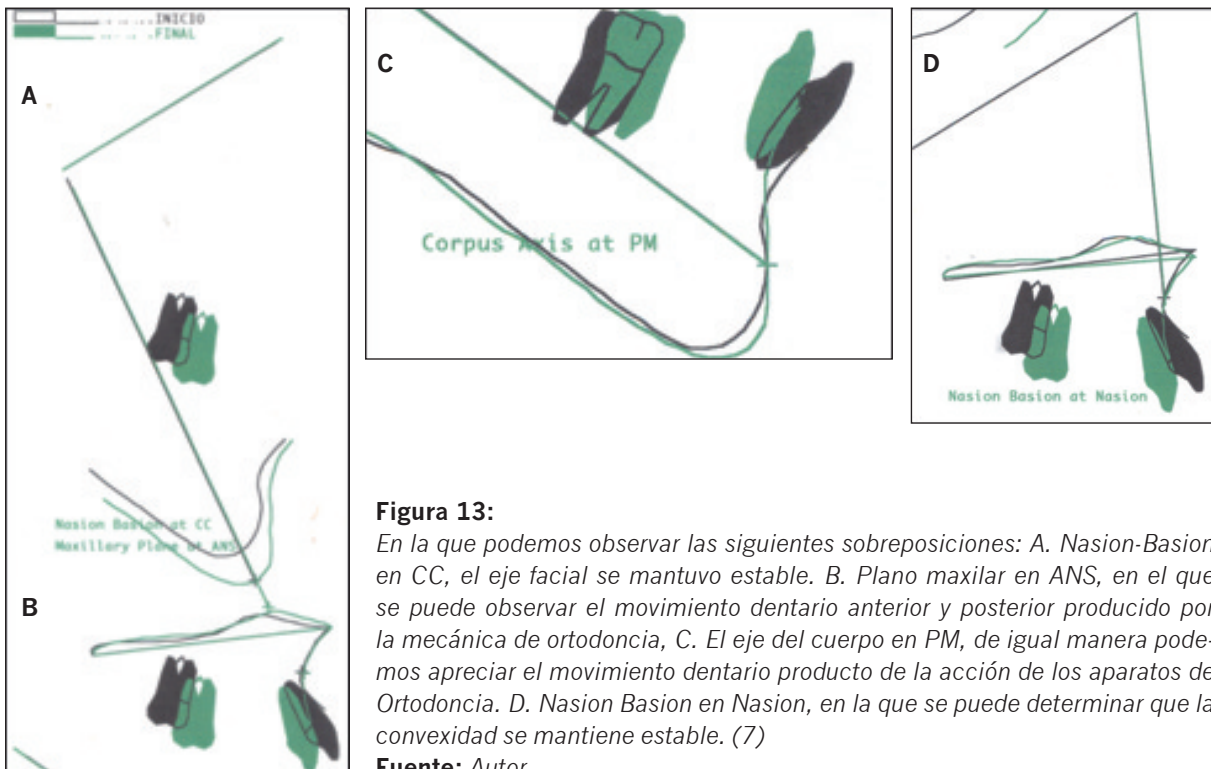 INICIO
FINAL
A
C
D
Corpus Axis at PM
Nasion Basion at Nasion
Nasion Basion at CC
Maxillary Plane at ANS
B
Figura 13:
En la que podemos observar las siguientes sobreposiciones: A. Nasion-Basion
en CC, el eje facial se mantuvo estable. B. Plano maxilar en ANS, en el que
se puede observar el movimiento dentario anterior y posterior producido por
la mecánica de ortodoncia, C. El eje del cuerpo en PM, de igual manera pode-
mos apreciar el movimiento dentario producto de la acción de los aparatos de
Ortodoncia. D. Nasion Basion en Nasion, en la que se puede determinar que la
convexidad se mantiene estable. (7)
Fuente: Autor